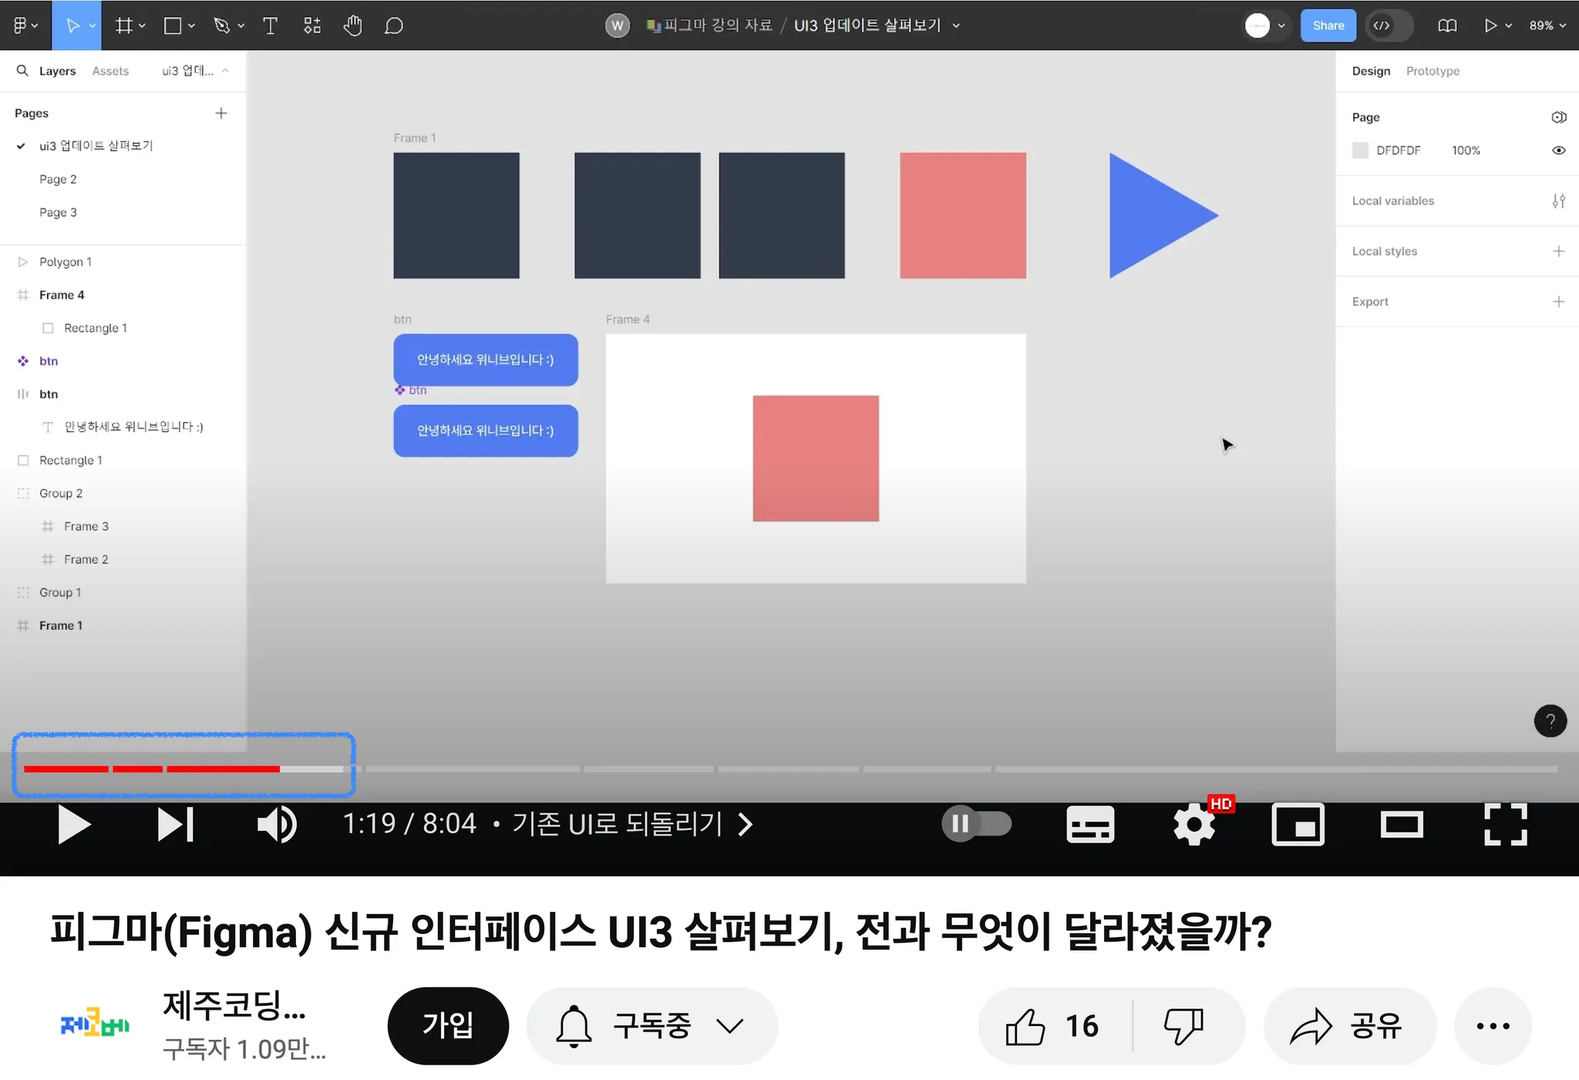 W 피그마 강의 자료 / UI3 업데이트 살펴보기
Share
89%
Layers Assets ui3 업데...
Pages
ui3 업데이트 살펴보기
Page 2
Page 3
Polygon 1
Frame 4
Rectangle 1
btn
btn
안녕하세요 위니브입니다 :)
Rectangle 1
Group 2
Frame 3
Frame 2
Group 1
Frame 1
Frame 1
btn
안녕하세요 위니브입니다 :)
btn
안녕하세요 위니브입니다 :)
Frame 4
Design Prototype
Page
DFDFDF 100%
Local variables
Local styles
Export
?
1:19 / 8:04 • 기존 UI로 되돌리기
HD
피그마(Figma) 신규 인터페이스 UI3 살펴보기, 전과 무엇이 달라졌을까?
제코베
제주코딩...
구독자 1.09만...
가입
구독중
16
공유